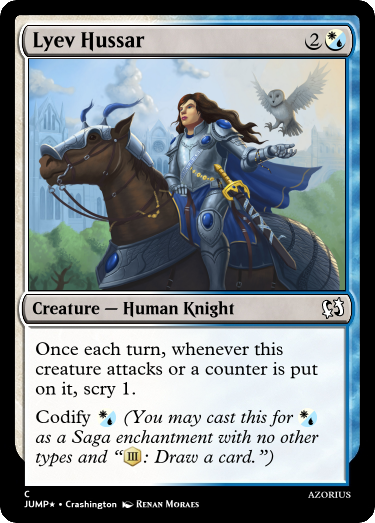 Lyev Hussar 2
Creature — Human Knight
Once each turn, whenever this
creature attacks or a counter is put
on it, scry 1.
Codify (You may cast this for
as a Saga enchantment with no other
types and “III: Draw a card.”)
C
JUMP★ • Crashington Renan Moraes
AZORIUS